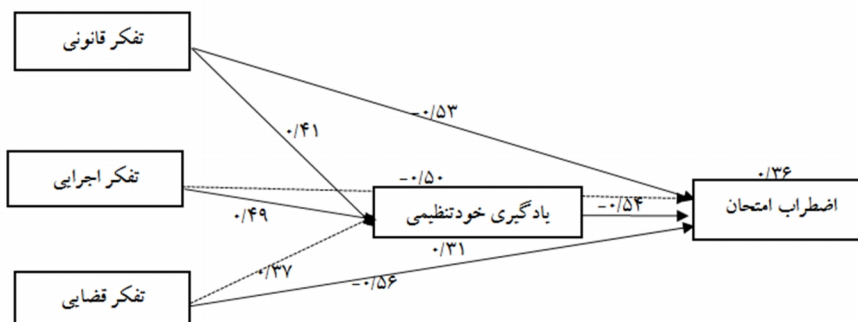 تفکر قانونی
-۰/۵۳
۰/۴۱
تفکر اجرایی
-۰/۵۰
۰/۳۶
۰/۴۹
یادگیری خودتنظیمی
-۰/۵۴
اضطراب امتحان
۰/۳۱
۰/۳۷
-۰/۵۶
تفکر قضایی